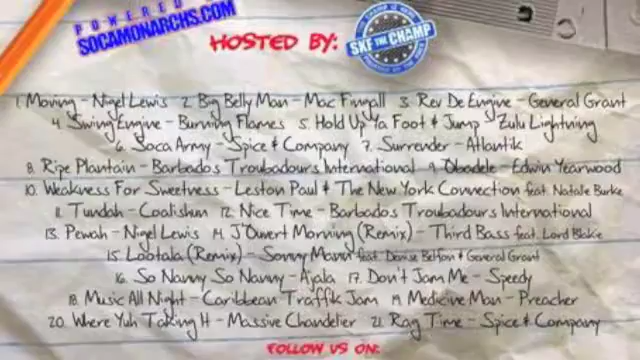 POWERED
SOCAMONARCHS.COM
HOSTED BY:
SKF THE CHAMP
1. Moving - Nigel Lewis 2. Big Belly Man - Mac Fingall 3. Rev De Engine - General Grant
4. Swing Engine - Burning Flames 5. Hold Up Ya Foot & Jump - Zulu Lightning
6. Soca Army - Spice & Company 7. Surrender - Atlantik
8. Ripe Plantain - Barbados Troubadours International 9. Obadele - Edwin Yearwood
10. Weakness For Sweetness - Leston Paul & The New York Connection feat. Natalie Burke
11. Tundah - Coalishun 12. Nice Time - Barbados Troubadours International
13. Pewah - Nigel Lewis 14. J'Ouvert Morning (Remix) - Third Bass feat. Lord Blakie
15. Lootala (Remix) - Sonny Mann feat. Denise Belfon & General Grant
16. So Nanny So Nanny - Ajala 17. Don't Jam Me - Speedy
18. Music All Night - Caribbean Traffik Jam 19. Medicine Man - Preacher
20. Where Yuh Taking It - Massive Chandelier 21. Rag Time - Spice & Company
FOLLOW US ON: